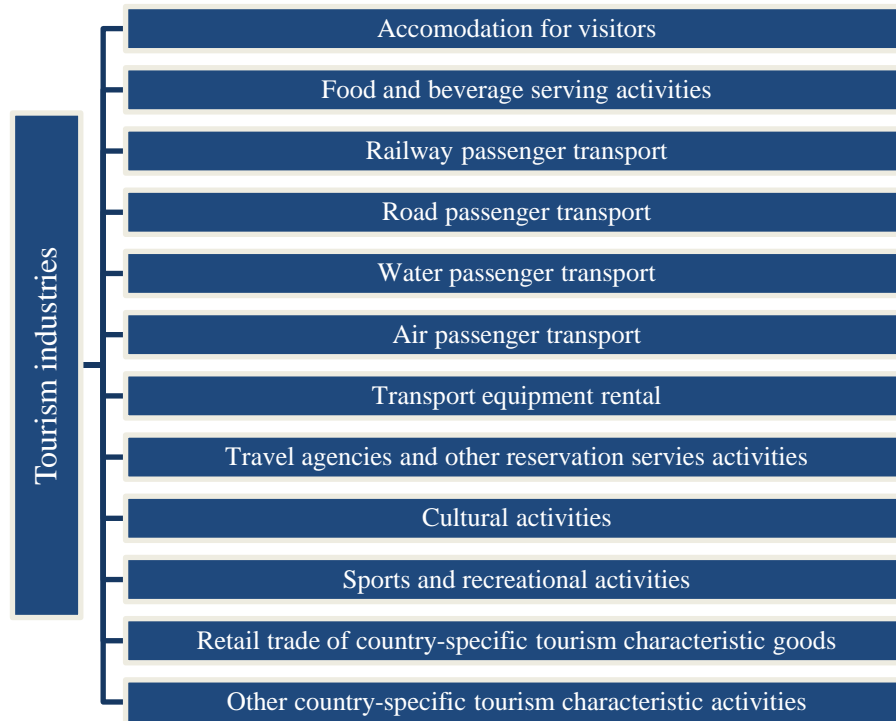 Tourism industries
Accomodation for visitors
Food and beverage serving activities
Railway passenger transport
Road passenger transport
Water passenger transport
Air passenger transport
Transport equipment rental
Travel agencies and other reservation servies activities
Cultural activities
Sports and recreational activities
Retail trade of country-specific tourism characteristic goods
Other country-specific tourism characteristic activities